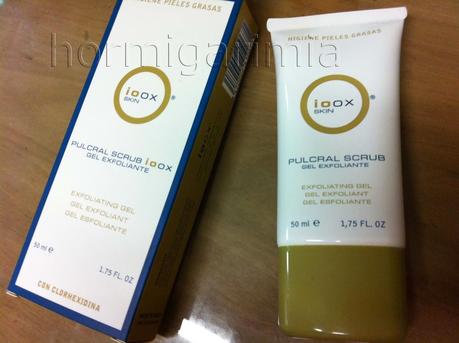 hormigamimia
HIGIENE PIELES GRASAS
ioox
SKIN
®
PULCRAL SCRUB ioox
GEL EXFOLIANTE
EXFOLIATING GEL
GEL EXFOLIANT
GEL ESFOLIANTE
50 ml e
1,75 FL. OZ
CON CLORHEXIDINA
HIGIENE PIELES GRASAS
ioox
SKIN
®
PULCRAL SCRUB
GEL EXFOLIANTE
EXFOLIATING GEL
GEL EXFOLIANT
GEL ESFOLIANTE
50 ml e 1,75 FL. OZ